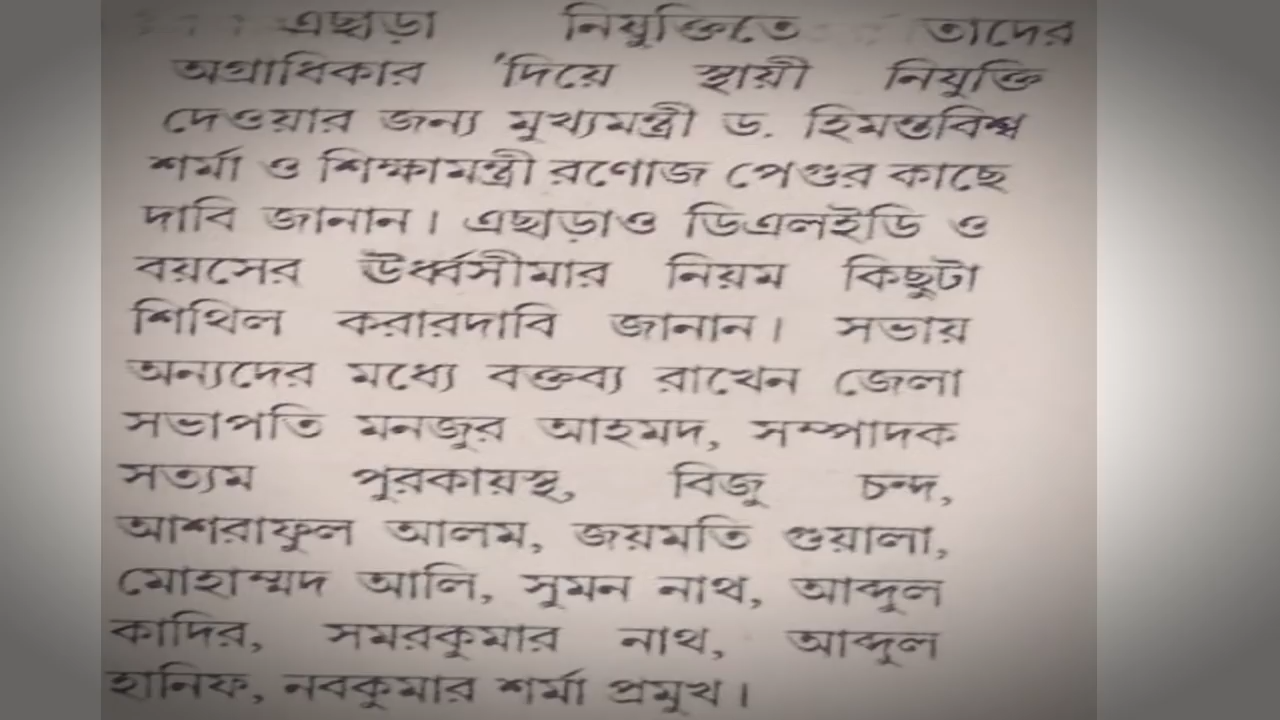 এছাড়া নিযুক্তিতে তাদের
অগ্রাধিকার 'দিয়ে স্থায়ী নিযুক্তি
দেওয়ার জন্য মুখ্যমন্ত্রী ড. হিমন্তবিশ্ব
শর্মা ও শিক্ষামন্ত্রী রণোজ পেগুর কাছে
দাবি জানান। এছাড়াও ডিএলইডি ও
বয়সের ঊর্ধ্বসীমার নিয়ম কিছুটা
শিথিল করারদাবি জানান। সভায়
অন্যদের মধ্যে বক্তব্য রাখেন জেলা
সভাপতি মনজুর আহমদ, সম্পাদক
সত্যম পুরকায়স্থ, বিজু চন্দ,
আশরাফুল আলম, জয়মতি গুয়ালা,
মোহাম্মদ আলি, সুমন নাথ, আব্দুল
কাদির, সমরকুমার নাথ, আব্দুল
হানিফ, নবকুমার শর্মা প্রমুখ।